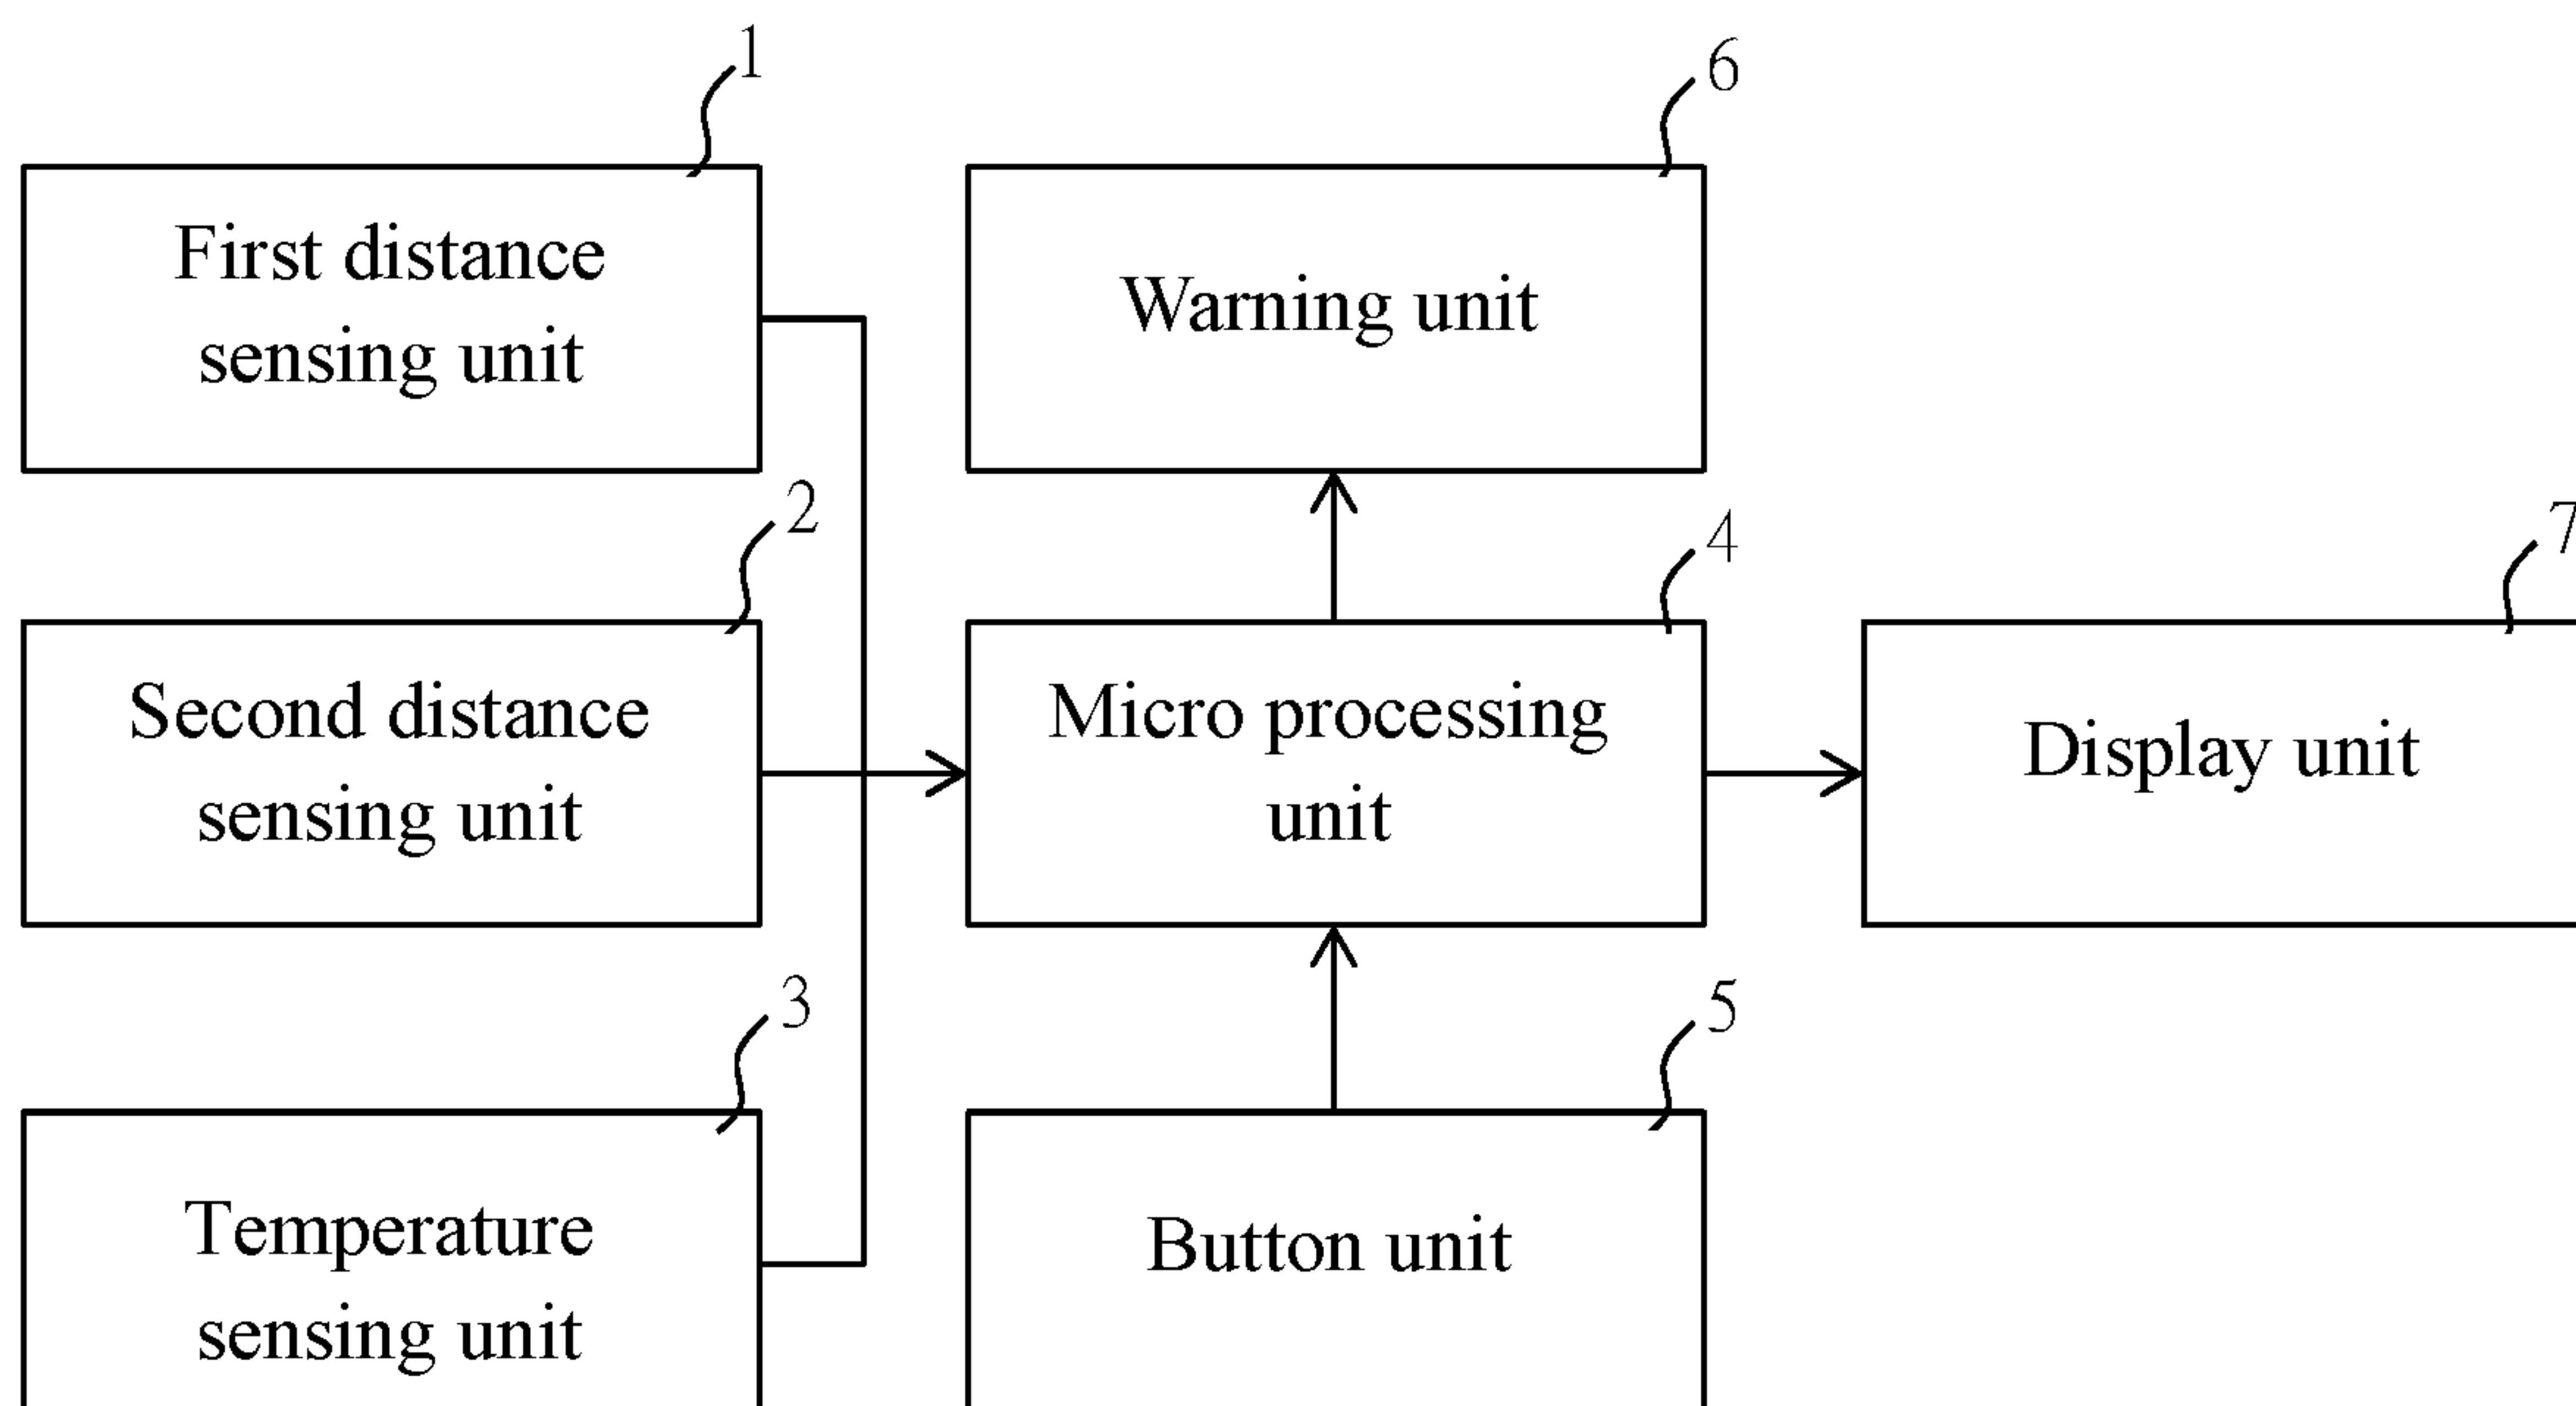 1
6
First distance
sensing unit
Warning unit
2
4
7
Second distance
sensing unit
Micro processing
unit
Display unit
3
5
Temperature
sensing unit
Button unit